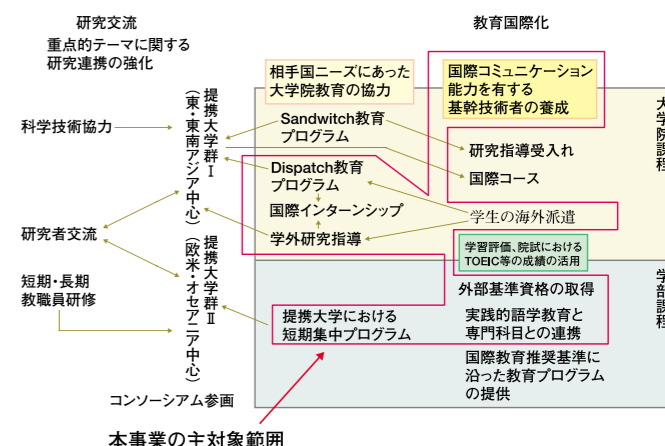 研究交流
重点的テーマに関する
研究連携の強化
教育国際化
相手国ニーズにあった
大学院教育の協力
国際コミュニケーション
能力を有する
基幹技術者の養成
大学院課程
科学技術協力
提携大学群Ⅰ
(東・東南アジア中心)
Sandwitch教育
プログラム
研究指導受入れ
Dispatch教育
プログラム
国際コース
国際インターンシップ
学生の海外派遣
研究者交流
学外研究指導
学習評価、院試における
TOEIC等の成績の活用
提携大学群Ⅱ
(欧米・オセアニア中心)
学部課程
短期・長期
教職員研修
外部基準資格の取得
提携大学における
短期集中プログラム
実践的語学教育と
専門科目との連携
国際教育推奨基準に
沿った教育プログラム
の提供
コンソーシアム参画
本事業の主対象範囲